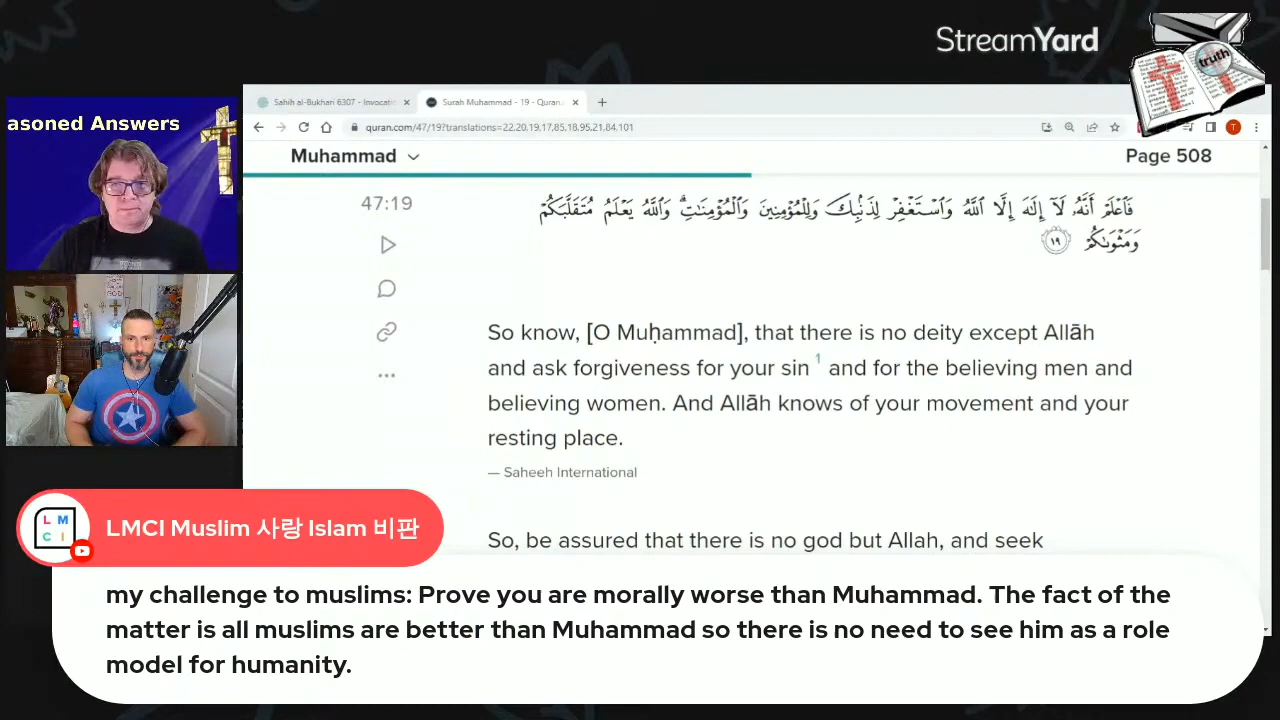 StreamYard
truth
asoned Answers
Sahih al-Bukhari 6307 - Invocati
Surah Muhammad - 19 - Quran.
quran.com/47/19?translations=22,20,19,17,85,18,95,21,84,101
T
Muhammad
Page 508
47:19
فَٱعْلَمْ أَنَّهُۥ لَآ إِلَـٰهَ إِلَّا ٱللَّهُ وَٱسْتَغْفِرْ لِذَنۢبِكَ وَلِلْمُؤْمِنِينَ وَٱلْمُؤْمِنَـٰتِ ۗ وَٱللَّهُ يَعْلَمُ مُتَقَلَّبَكُمْ
وَمَثْوَىٰكُمْ ١٩
So know, [O Muḥammad], that there is no deity except Allāh
and ask forgiveness for your sin 1 and for the believing men and
believing women. And Allāh knows of your movement and your
resting place.
— Saheeh International
So, be assured that there is no god but Allah, and seek
L M
C I
LMCI Muslim 사랑 Islam 비판
my challenge to muslims: Prove you are morally worse than Muhammad. The fact of the
matter is all muslims are better than Muhammad so there is no need to see him as a role
model for humanity.